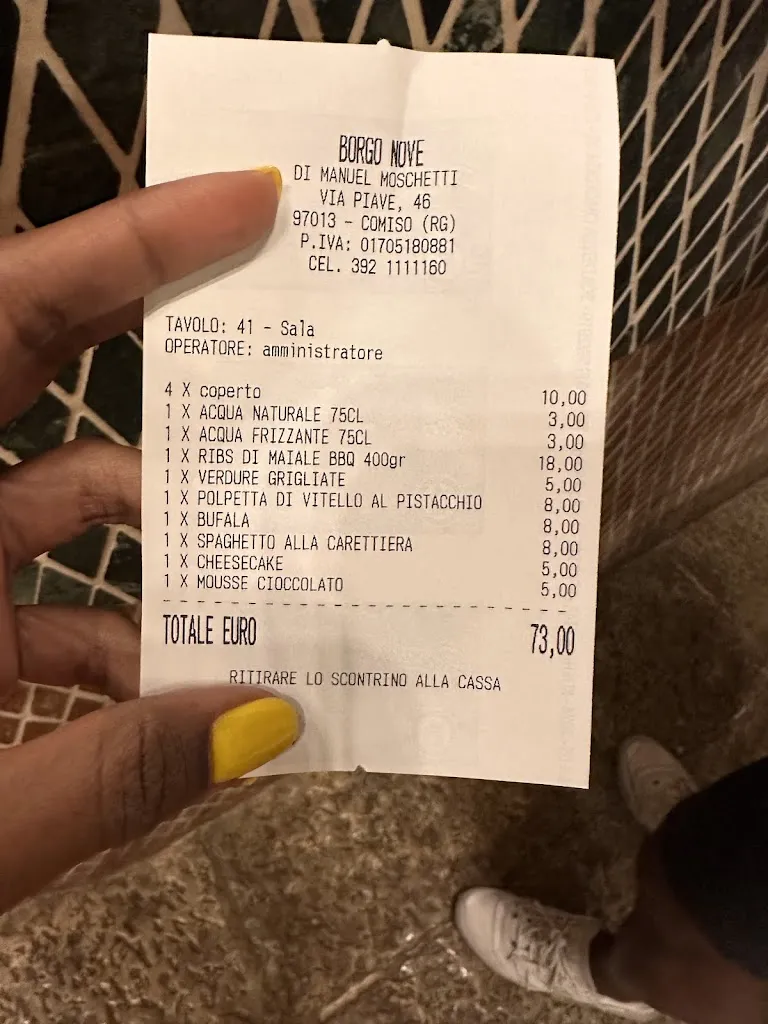 BORGO NOVE
DI MANUEL MOSCHETTI
VIA PIAVE, 46
97013 - COMISO (RG)
P.IVA: 01705180881
CEL. 392 1111160
TAVOLO: 41 - Sala
OPERATORE: amministratore
4 X coperto 10,00
1 X ACQUA NATURALE 75CL 3,00
1 X ACQUA FRIZZANTE 75CL 3,00
1 X RIBS DI MAIALE BBQ 400gr 18,00
1 X VERDURE GRIGLIATE 5,00
1 X POLPETTA DI VITELLO AL PISTACCHIO 8,00
1 X BUFALA 8,00
1 X SPAGHETTO ALLA CARETTIERA 8,00
1 X CHEESECAKE 5,00
1 X MOUSSE CIOCCOLATO 5,00
TOTALE EURO 73,00
RITIRARE LO SCONTRINO ALLA CASSA